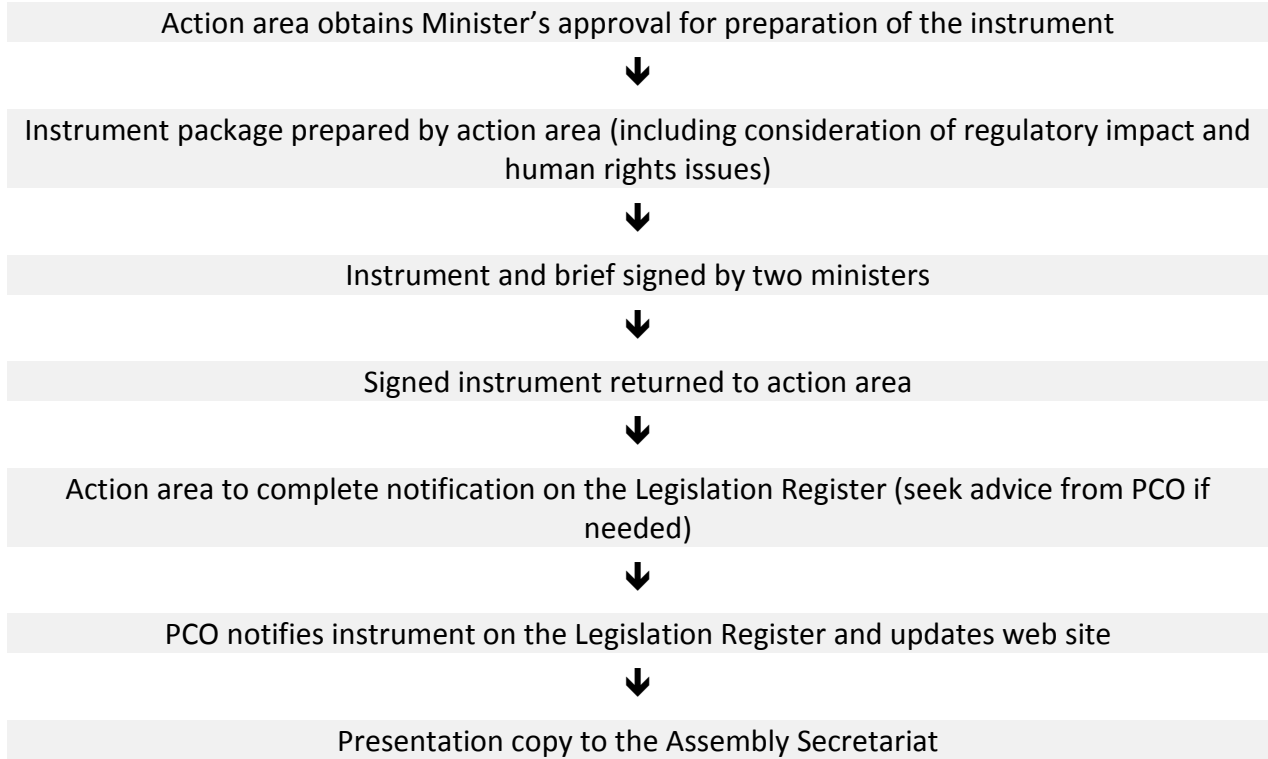 Action area obtains Minister’s approval for preparation of the instrument
Instrument package prepared by action area (including consideration of regulatory impact and
human rights issues)
Instrument and brief signed by two ministers
Signed instrument returned to action area
Action area to complete notification on the Legislation Register (seek advice from PCO if
needed)
PCO notifies instrument on the Legislation Register and updates web site
Presentation copy to the Assembly Secretariat